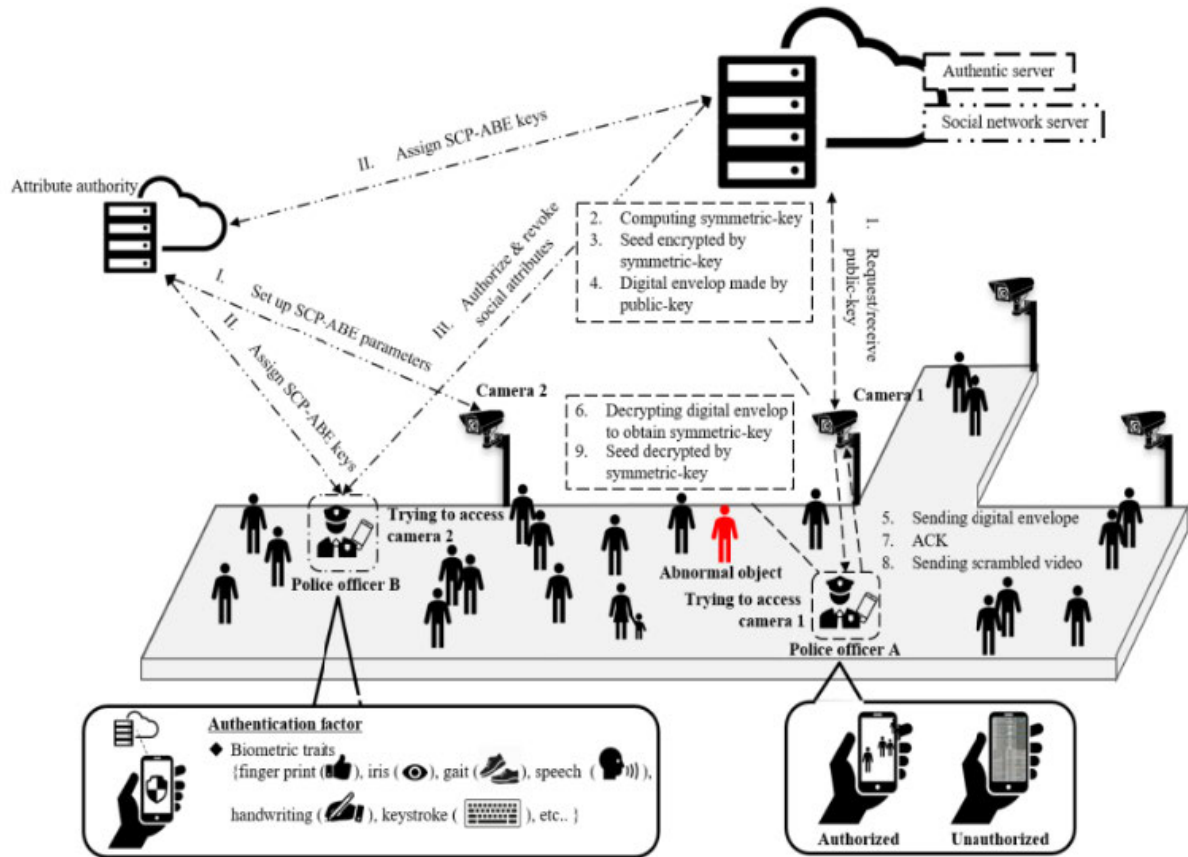 Authentic server
Social network server
II. Assign SCP-ABE keys
Attribute authority
I. Set up SCP-ABE parameters
II. Assign SCP-ABE keys
III. Authorize & revoke
social attributes
2. Computing symmetric-key
3. Seed encrypted by
symmetric-key
4. Digital envelop made by
public-key
1. Request/receive
public-key
Camera 2
Camera 1
6. Decrypting digital envelop
to obtain symmetric-key
9. Seed decrypted by
symmetric-key
Trying to access
camera 2
Police officer B
Abnormal object
Trying to access
camera 1
Police officer A
5. Sending digital envelope
7. ACK
8. Sending scrambled video
Authentication factor
◆ Biometric traits
{finger print ( ), iris ( ), gait ( ), speech ( ),
handwriting ( ), keystroke ( ), etc.. }
Authorized
Unauthorized